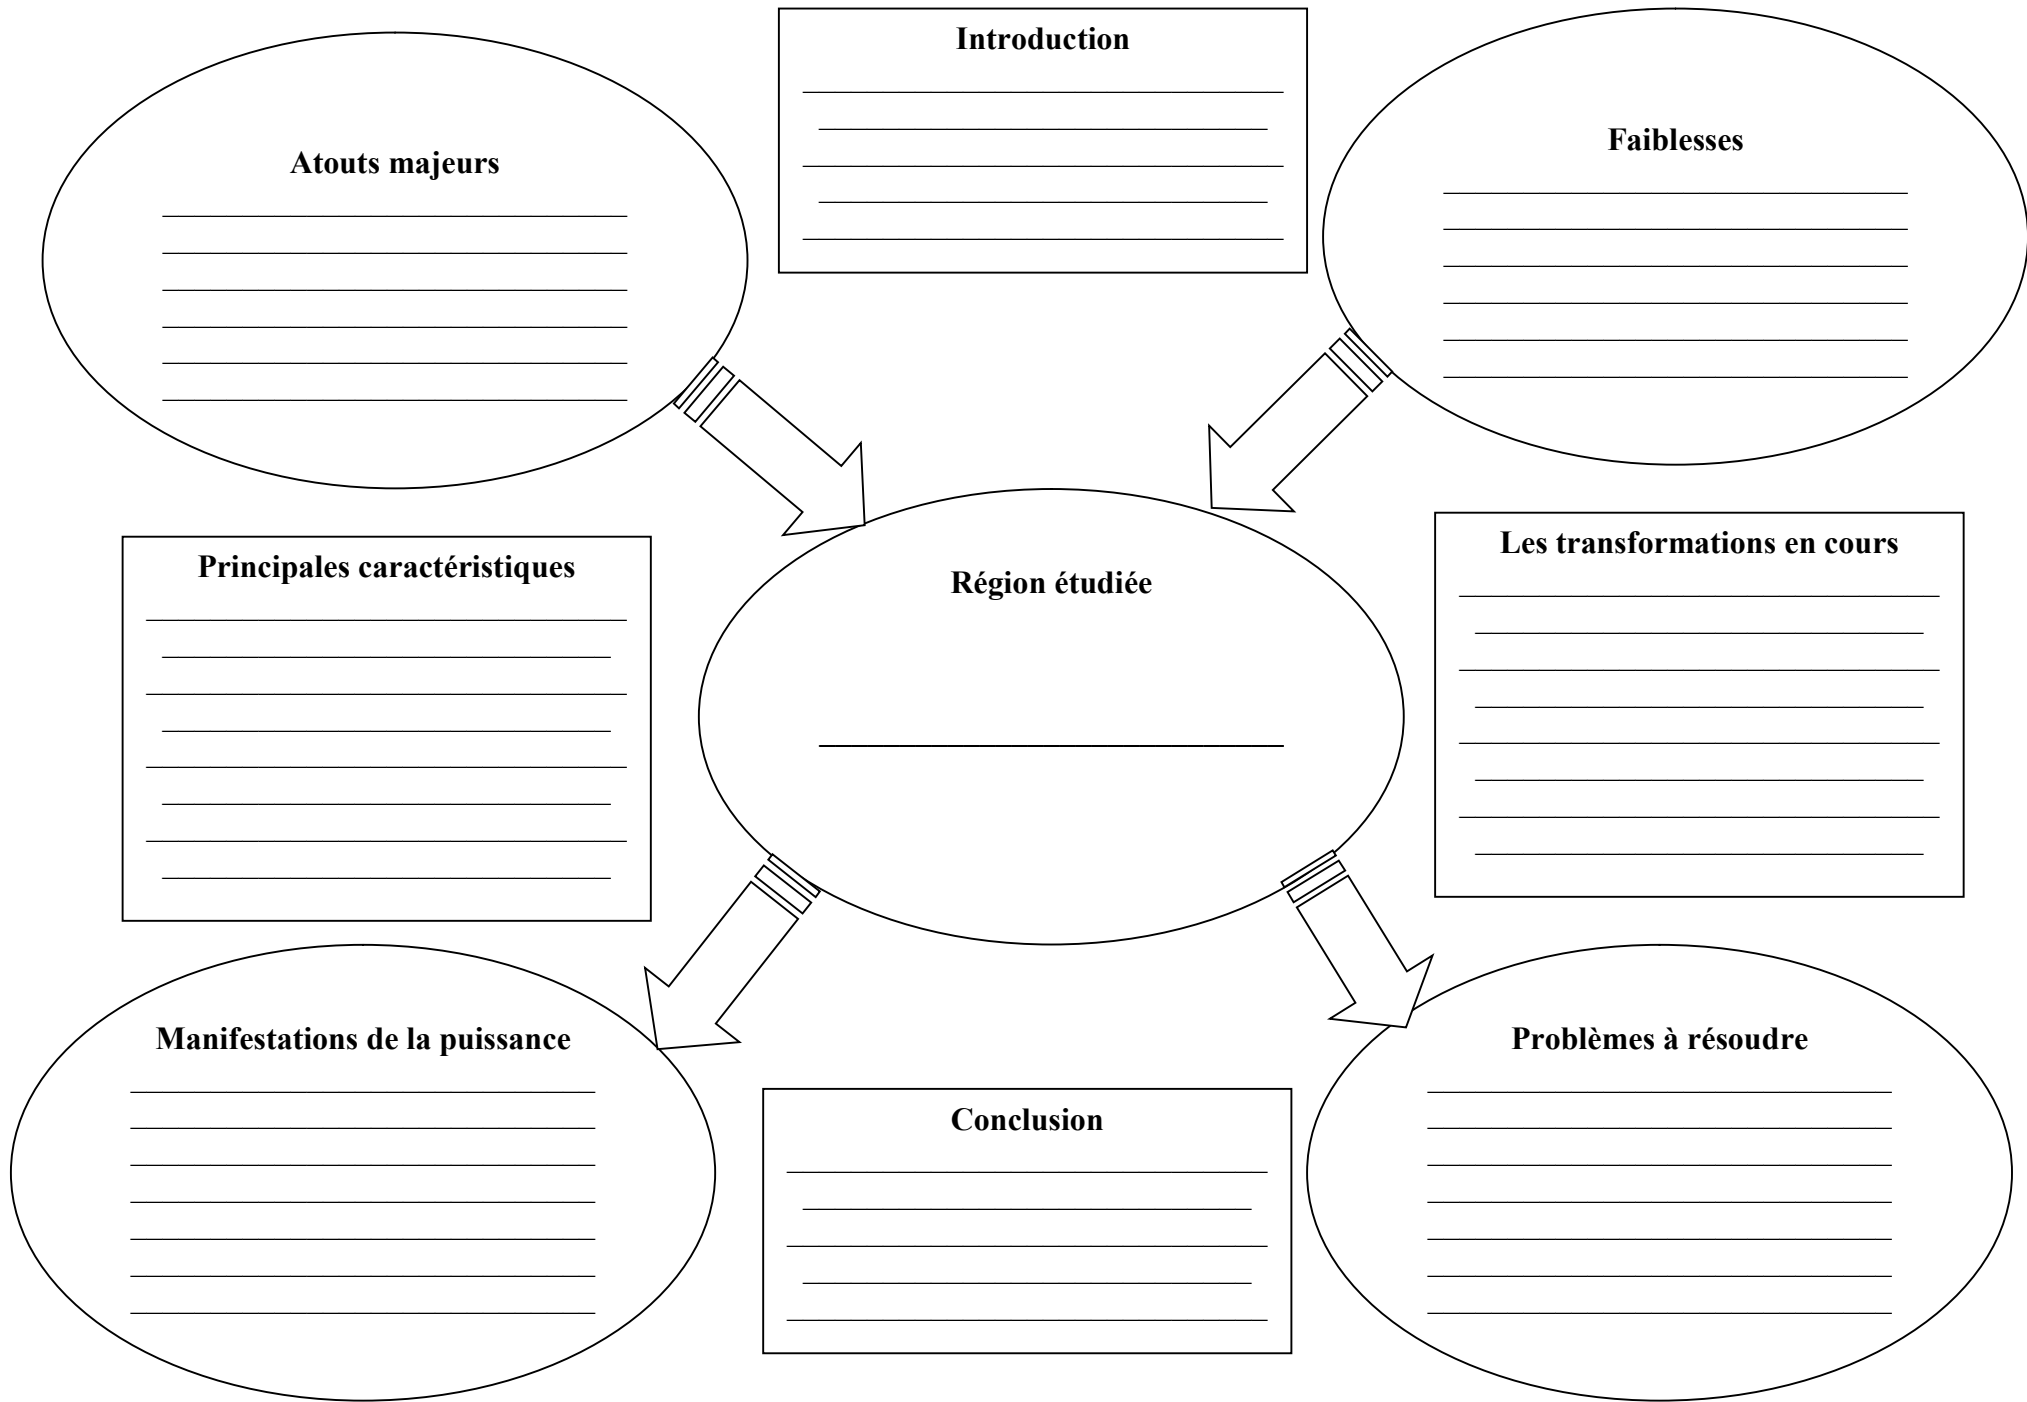 Introduction
Atouts majeurs
Faiblesses
Principales caractéristiques
Région étudiée
Les transformations en cours
Manifestations de la puissance
Conclusion
Problèmes à résoudre